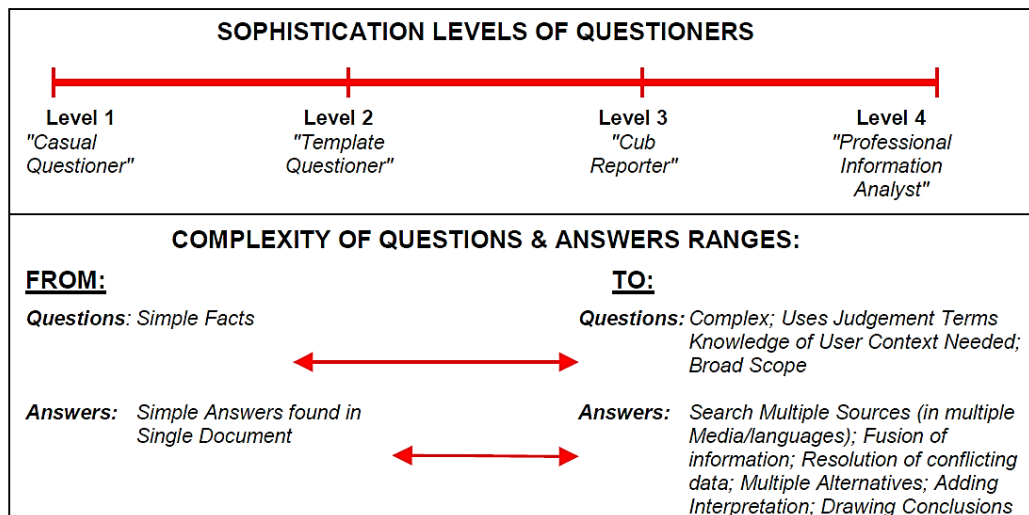 SOPHISTICATION LEVELS OF QUESTIONERS
Level 1 Level 2 Level 3 Level 4
"Casual "Template "Cub "Professional
Questioner" Questioner" Reporter" Information
Analyst"
COMPLEXITY OF QUESTIONS & ANSWERS RANGES:
FROM: TO:
Questions: Simple Facts Questions: Complex; Uses Judgement Terms
Knowledge of User Context Needed;
Broad Scope
Answers: Simple Answers found in Answers: Search Multiple Sources (in multiple
Single Document Media/languages); Fusion of
information; Resolution of conflicting
data; Multiple Alternatives; Adding
Interpretation; Drawing Conclusions